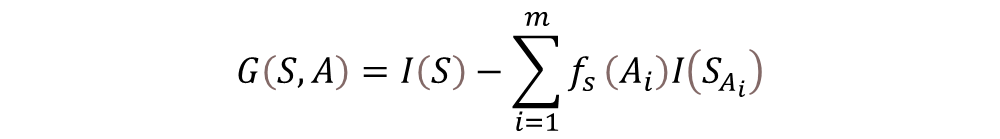 G(S, A) = I(S) − ∑_{i=1}^{m} f_s (A_i)I(S_{A_i})